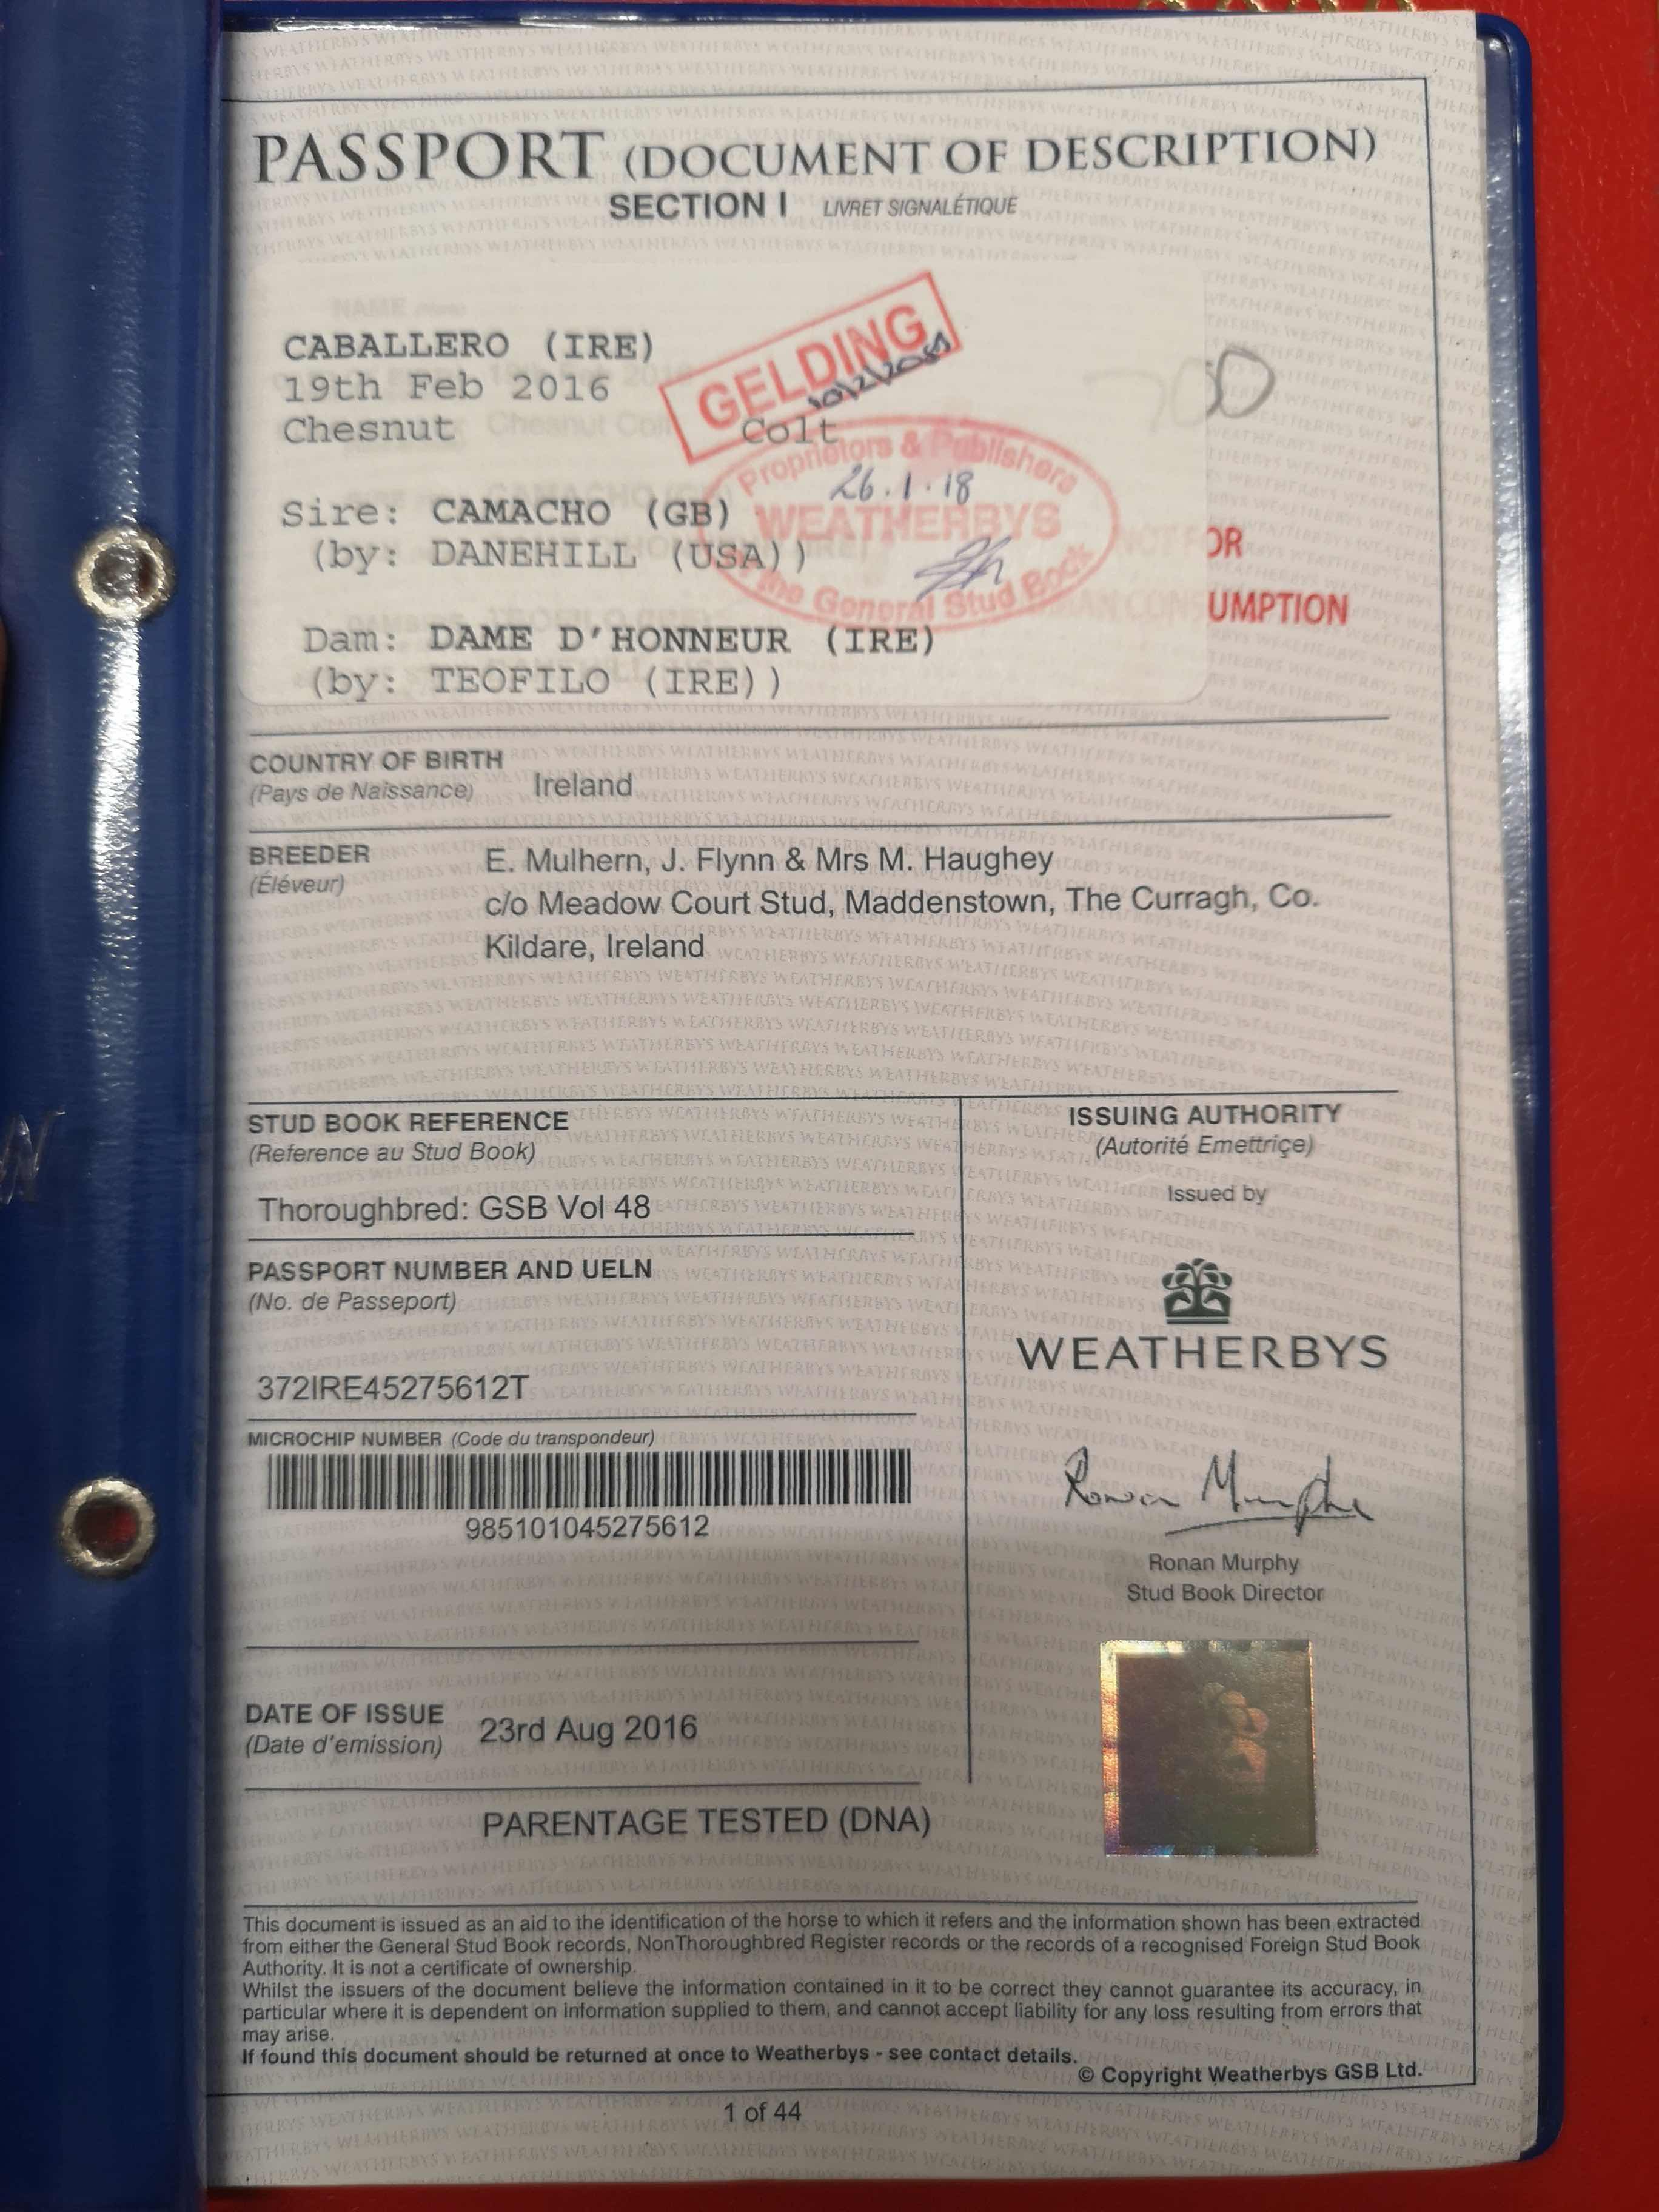 PASSPORT (DOCUMENT OF DESCRIPTION)
SECTION I LIVRET SIGNALÉTIQUE
CABALLERO (IRE)
19th Feb 2016
Chesnut Colt
GELDING
Proprietors & Publishers
26.1.18
WEATHERBYS
the General Stud Book
Sire: CAMACHO (GB)
(by: DANEHILL (USA))
OR
UMPTION
Dam: DAME D'HONNEUR (IRE)
(by: TEOFILO (IRE))
COUNTRY OF BIRTH
(Pays de Naissance) Ireland
BREEDER
(Éléveur)
E. Mulhern, J. Flynn & Mrs M. Haughey
c/o Meadow Court Stud, Maddenstown, The Curragh, Co.
Kildare, Ireland
STUD BOOK REFERENCE
(Reference au Stud Book)
Thoroughbred: GSB Vol 48
PASSPORT NUMBER AND UELN
(No. de Passeport)
372IRE45275612T
MICROCHIP NUMBER (Code du transpondeur)
985101045275612
ISSUING AUTHORITY
(Autorité Emettriçe)
Issued by
WEATHERBYS
Ronan Murphy
Ronan Murphy
Stud Book Director
DATE OF ISSUE
(Date d'emission) 23rd Aug 2016
PARENTAGE TESTED (DNA)
This document is issued as an aid to the identification of the horse to which it refers and the information shown has been extracted
from either the General Stud Book records, NonThoroughbred Register records or the records of a recognised Foreign Stud Book
Authority. It is not a certificate of ownership.
Whilst the issuers of the document believe the information contained in it to be correct they cannot guarantee its accuracy, in
particular where it is dependent on information supplied to them, and cannot accept liability for any loss resulting from errors that
may arise.
If found this document should be returned at once to Weatherbys - see contact details.
© Copyright Weatherbys GSB Ltd.
1 of 44